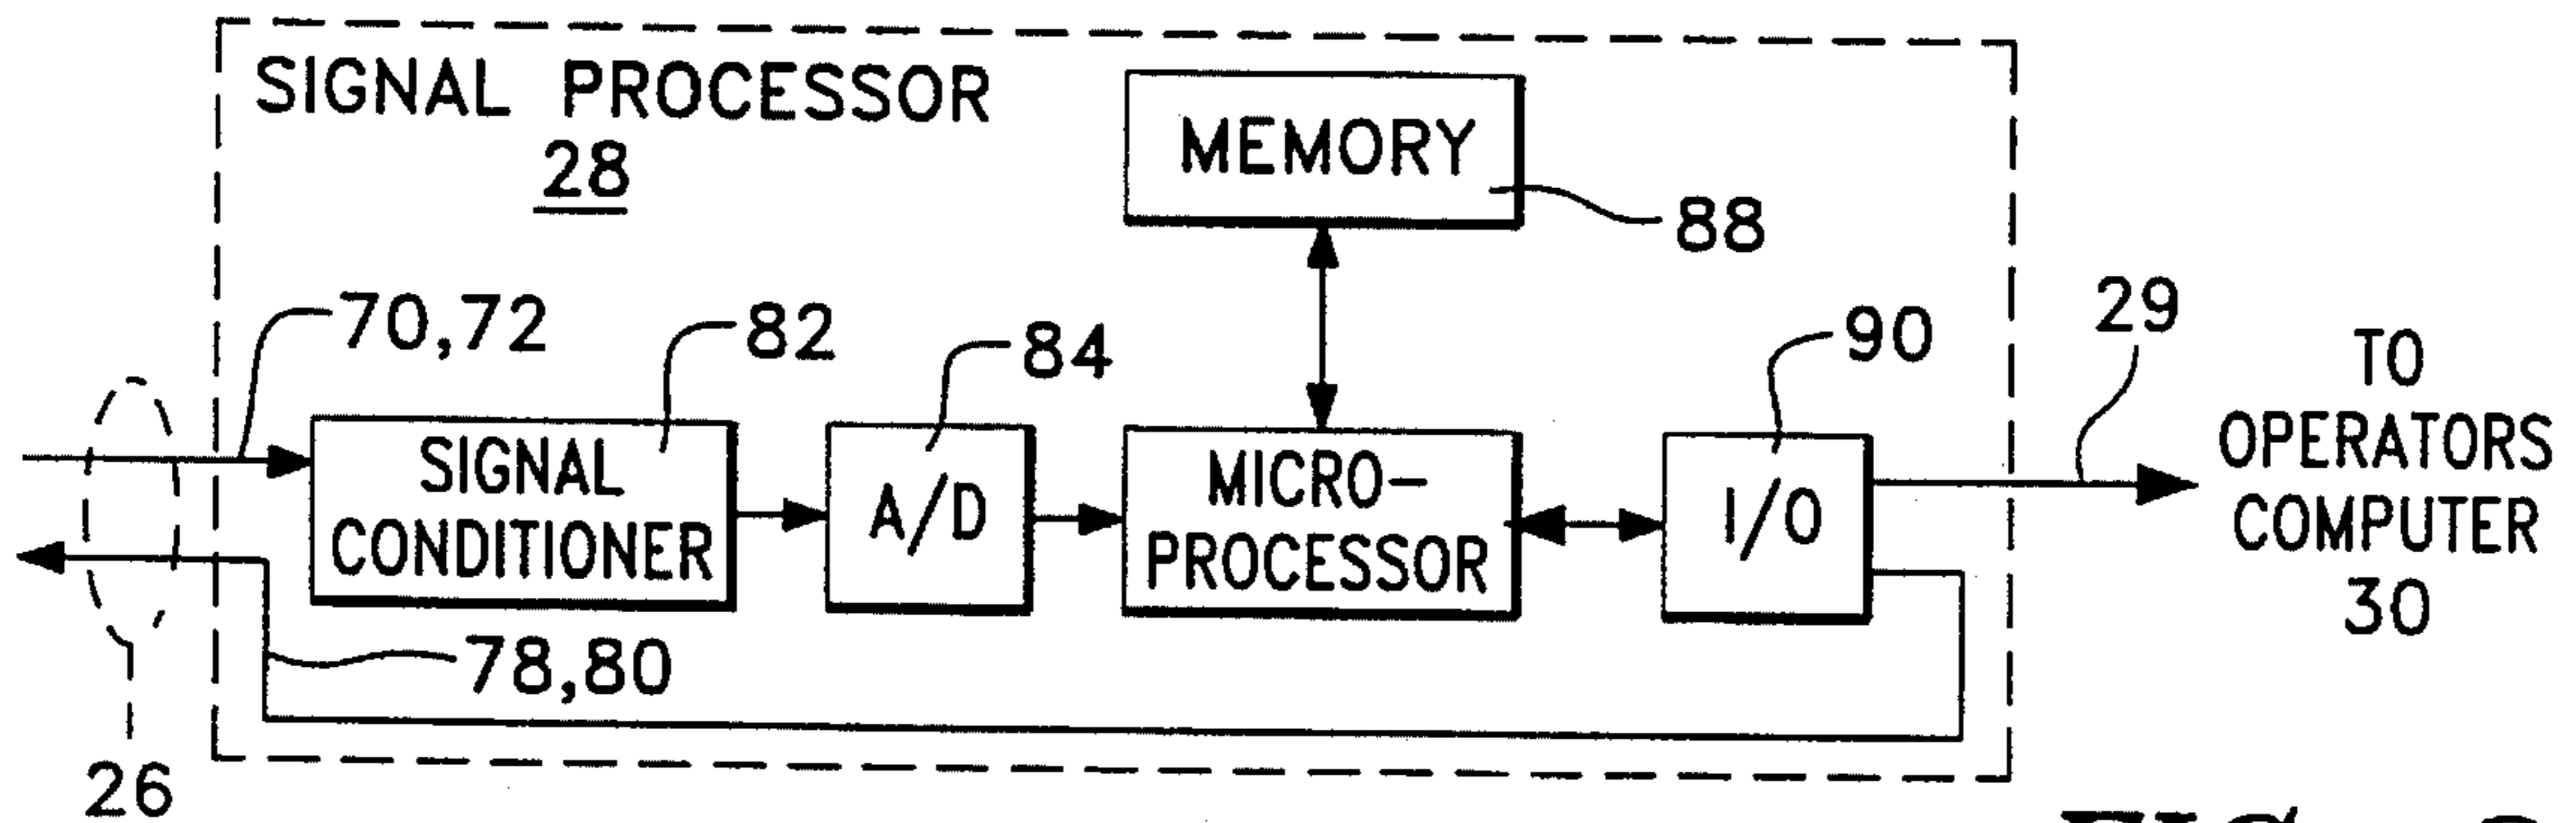 SIGNAL PROCESSOR
28
MEMORY
88
70,72
82
84
90
29
TO
OPERATORS
COMPUTER
30
SIGNAL
CONDITIONER
A/D
MICRO-
PROCESSOR
I/O
78,80
26